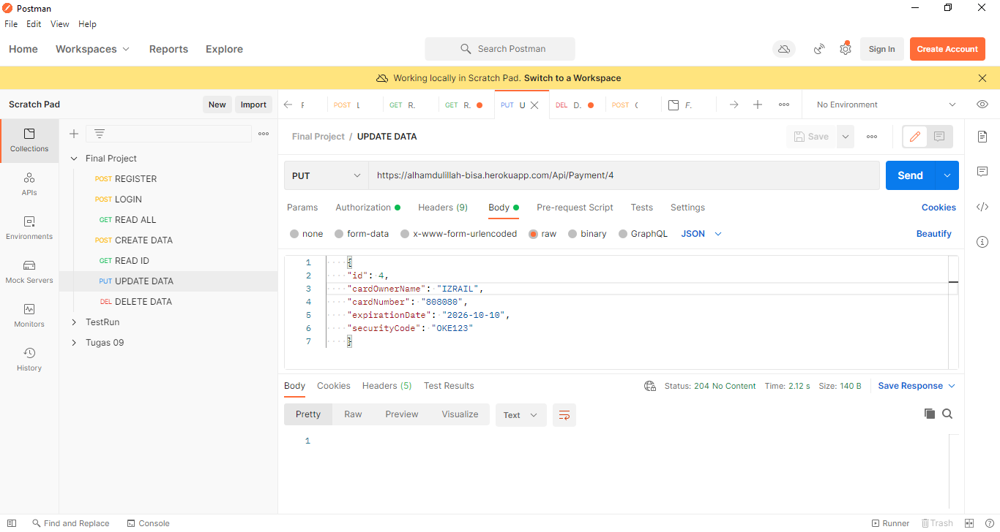 Postman
File Edit View Help
Home Workspaces Reports Explore Search Postman Sign In Create Account
Working locally in Scratch Pad. Switch to a Workspace
Scratch Pad New Import
POST GET R. GET R. PUT U DEL D. POST F. No Environment
Final Project / UPDATE DATA Save
PUT https://alhamdulillah-bisa.herokuapp.com/Api/Payment/4 Send
Params Authorization Headers (9) Body Pre-request Script Tests Settings Cookies
none form-data x-www-form-urlencoded raw binary GraphQL JSON Beautify
1 {
2 "id": 4,
3 "cardOwnerName": "IZRAIL",
4 "cardNumber": "808080",
5 "expirationDate": "2026-10-10",
6 "securityCode": "OKE123"
7 }
Body Cookies Headers (5) Test Results Status: 204 No Content Time: 2.12 s Size: 140 B Save Response
Pretty Raw Preview Visualize Text
1
Collections
APIs
Environments
Mock Servers
Monitors
History
Final Project
POST REGISTER
POST LOGIN
GET READ ALL
POST CREATE DATA
GET READ ID
PUT UPDATE DATA
DEL DELETE DATA
TestRun
Tugas 09
Find and Replace Console Runner Trash